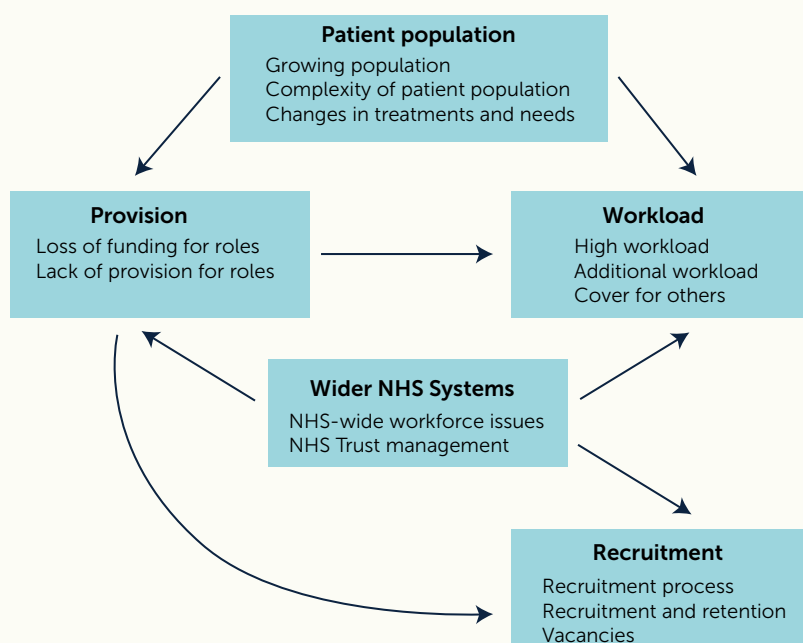 Patient population
Growing population
Complexity of patient population
Changes in treatments and needs
Provision
Loss of funding for roles
Lack of provision for roles
Workload
High workload
Additional workload
Cover for others
Wider NHS Systems
NHS-wide workforce issues
NHS Trust management
Recruitment
Recruitment process
Recruitment and retention
Vacancies